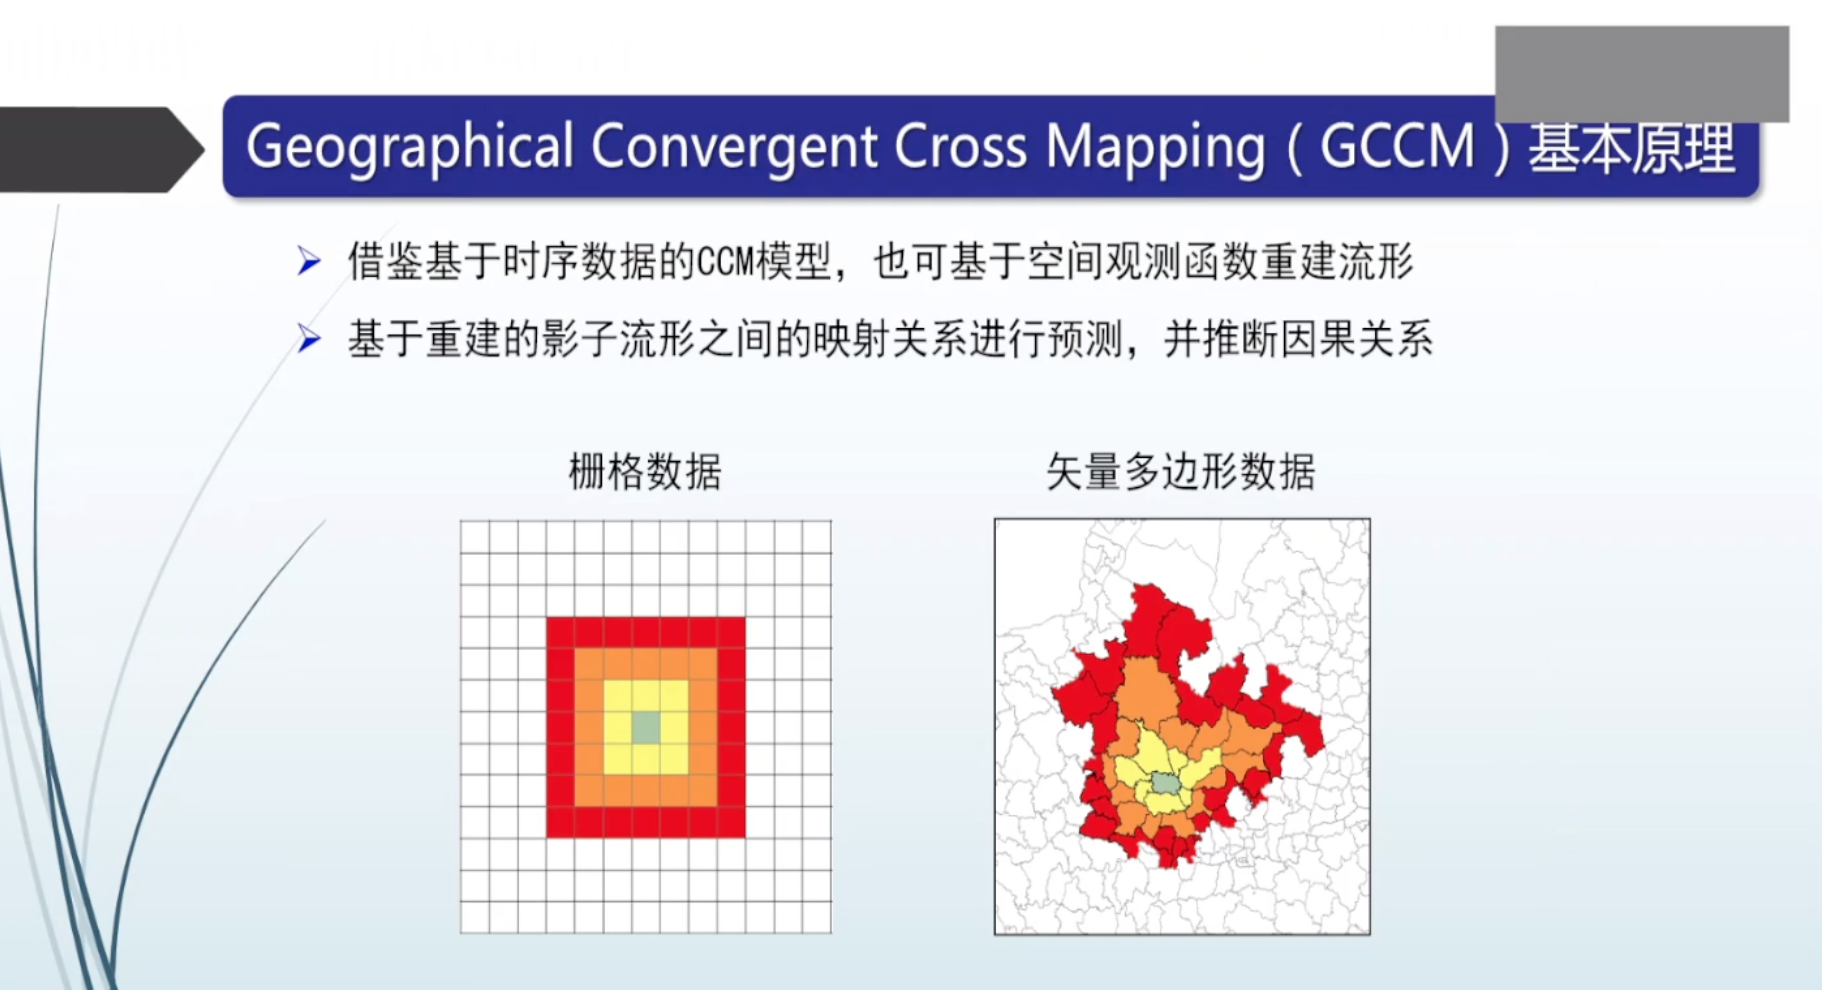 Geographical Convergent Cross Mapping（GCCM）基本原理
借鉴基于时序数据的CCM模型，也可基于空间观测函数重建流形
基于重建的影子流形之间的映射关系进行预测，并推断因果关系
栅格数据
矢量多边形数据